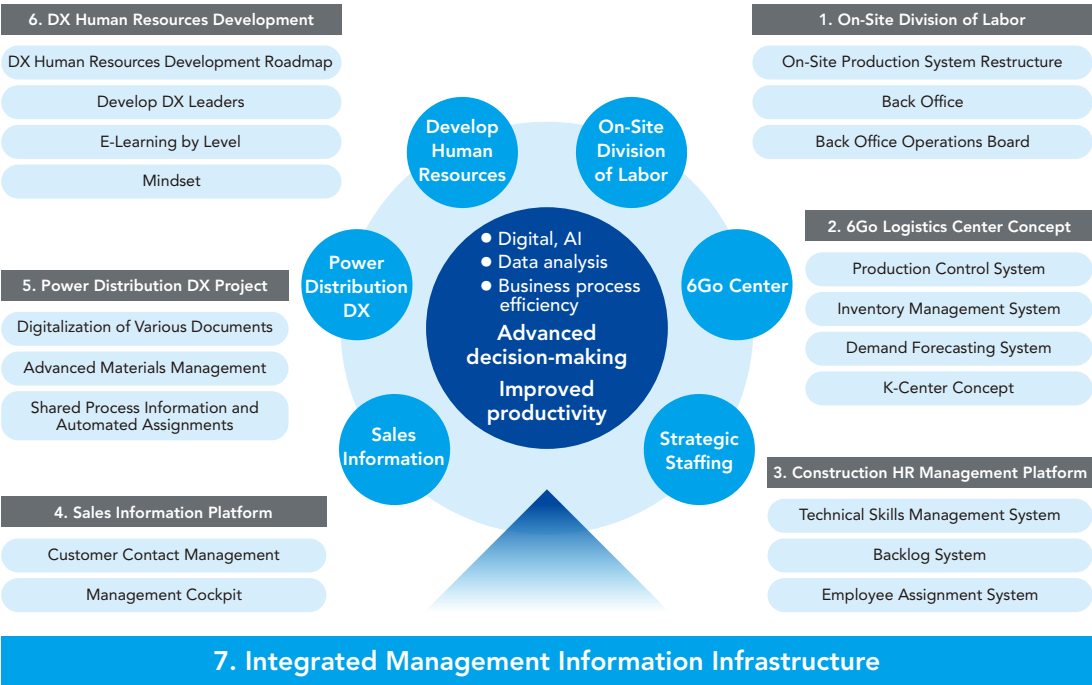 6. DX Human Resources Development
DX Human Resources Development Roadmap
Develop DX Leaders
E-Learning by Level
Mindset
1. On-Site Division of Labor
On-Site Production System Restructure
Back Office
Back Office Operations Board
Develop
Human
Resources
On-Site
Division
of Labor
2. 6Go Logistics Center Concept
Production Control System
Inventory Management System
Demand Forecasting System
K-Center Concept
Power
Distribution
DX
6Go Center
● Digital, AI
● Data analysis
● Business process
efficiency
Advanced
decision-making
Improved
productivity
5. Power Distribution DX Project
Digitalization of Various Documents
Advanced Materials Management
Shared Process Information and
Automated Assignments
Sales
Information
Strategic
Staffing
3. Construction HR Management Platform
Technical Skills Management System
Backlog System
Employee Assignment System
4. Sales Information Platform
Customer Contact Management
Management Cockpit
7. Integrated Management Information Infrastructure